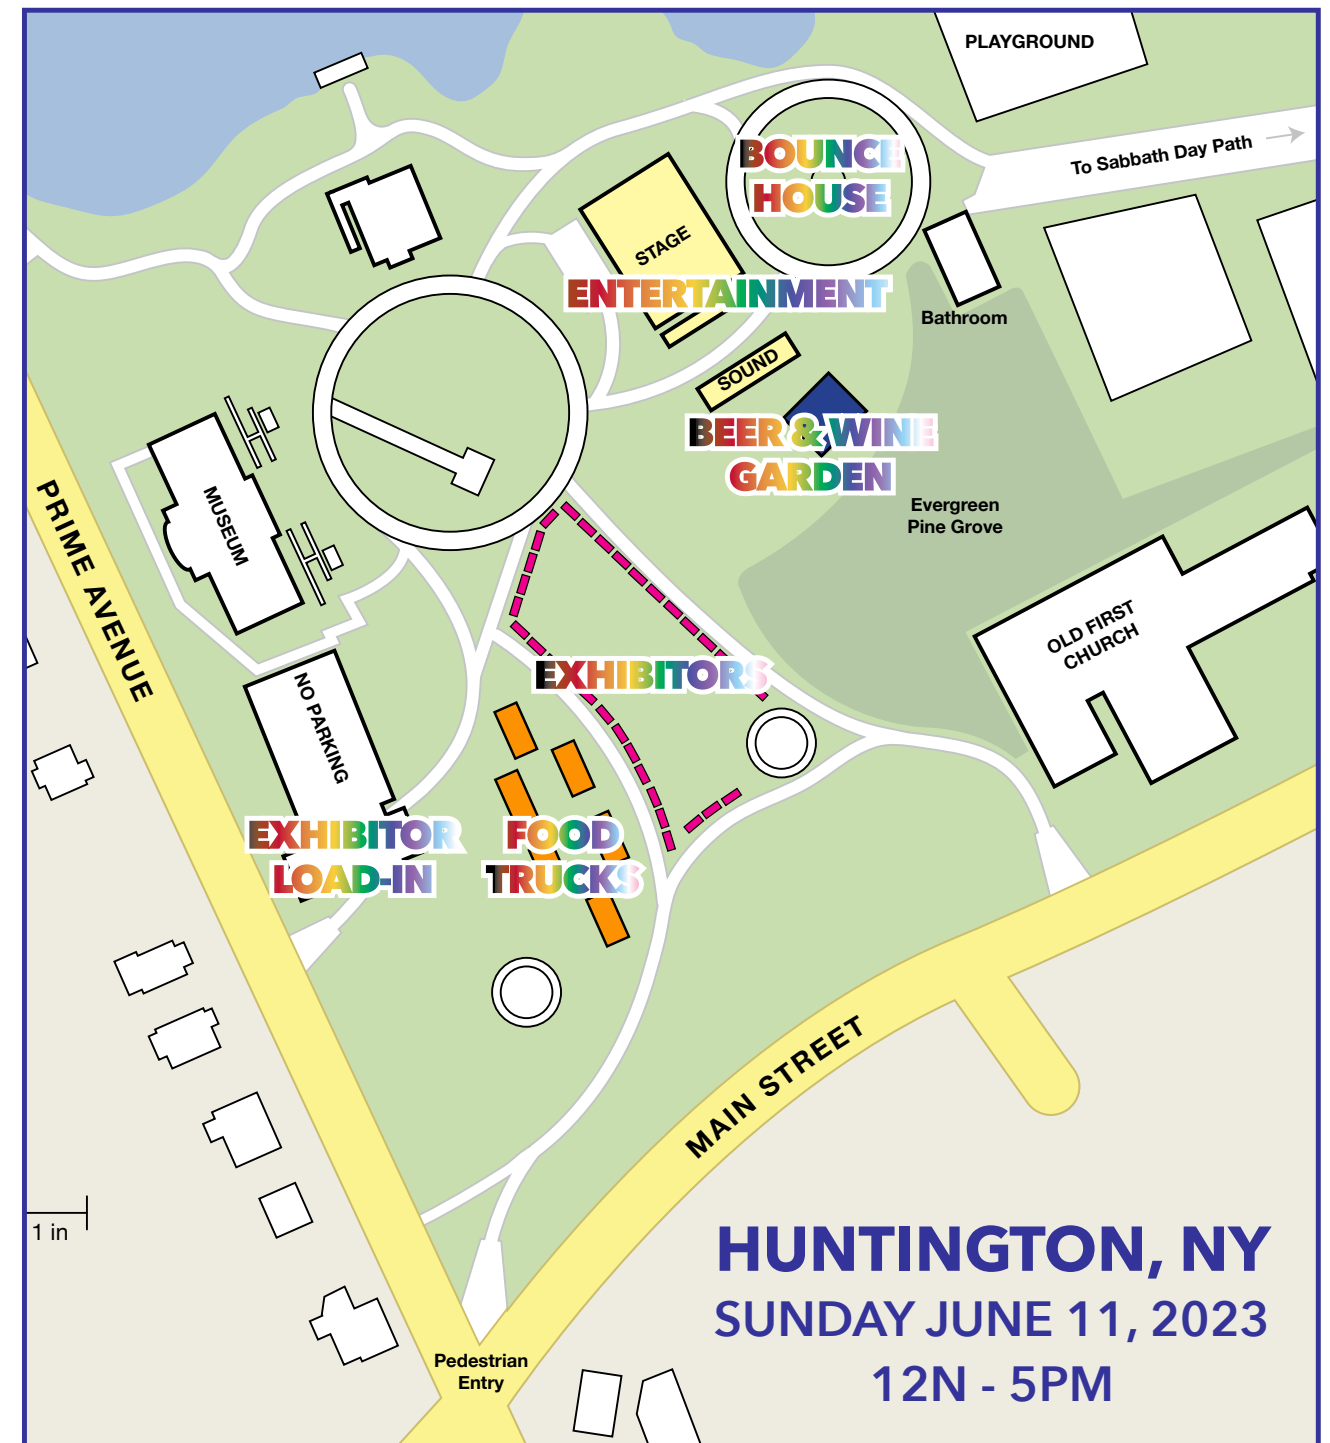 PLAYGROUND
To Sabbath Day Path
BOUNCE
HOUSE
STAGE
ENTERTAINMENT
Bathroom
SOUND
BEER & WINE
GARDEN
Evergreen
Pine Grove
MUSEUM
PRIME AVENUE
OLD FIRST
CHURCH
EXHIBITORS
NO PARKING
EXHIBITOR
LOAD-IN
FOOD
TRUCKS
MAIN STREET
1 in
HUNTINGTON, NY
SUNDAY JUNE 11, 2023
12N - 5PM
Pedestrian
Entry